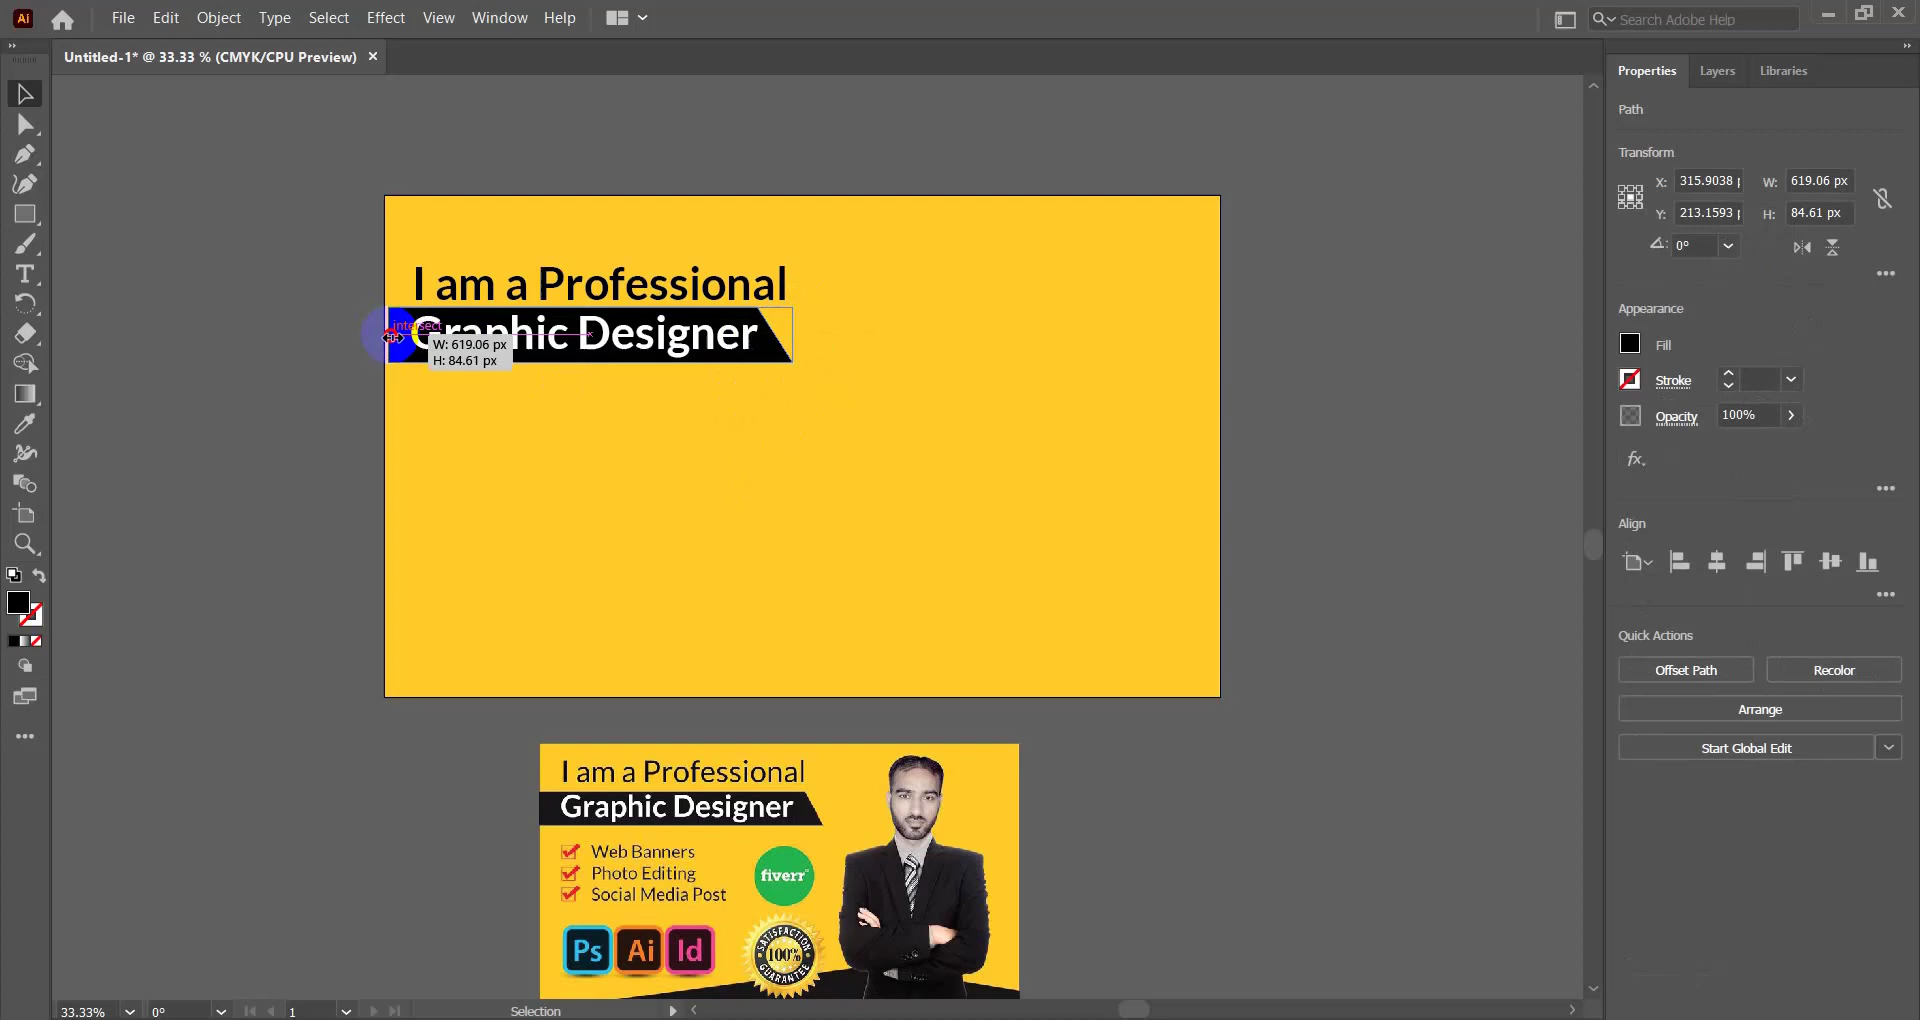 Ai File Edit Object Type Select Effect View Window Help Search Adobe Help
Untitled-1* @ 33.33 % (CMYK/CPU Preview) ×
Properties Layers Libraries
Path
Transform
X: 315.9038 W: 619.06 px
Y: 213.1593 H: 84.61 px
0°
Appearance
Fill
Stroke
Opacity 100%
fx.
Align
Quick Actions
Offset Path Recolor
Arrange
Start Global Edit
I am a Professional
Graphic Designer
intersect
W: 619.06 px
H: 84.61 px
I am a Professional
Graphic Designer
Web Banners
Photo Editing
Social Media Post
fiverr
Ps Ai Id
SATISFACTION
100%
GUARANTEE
33.33% 0° 1 Selection